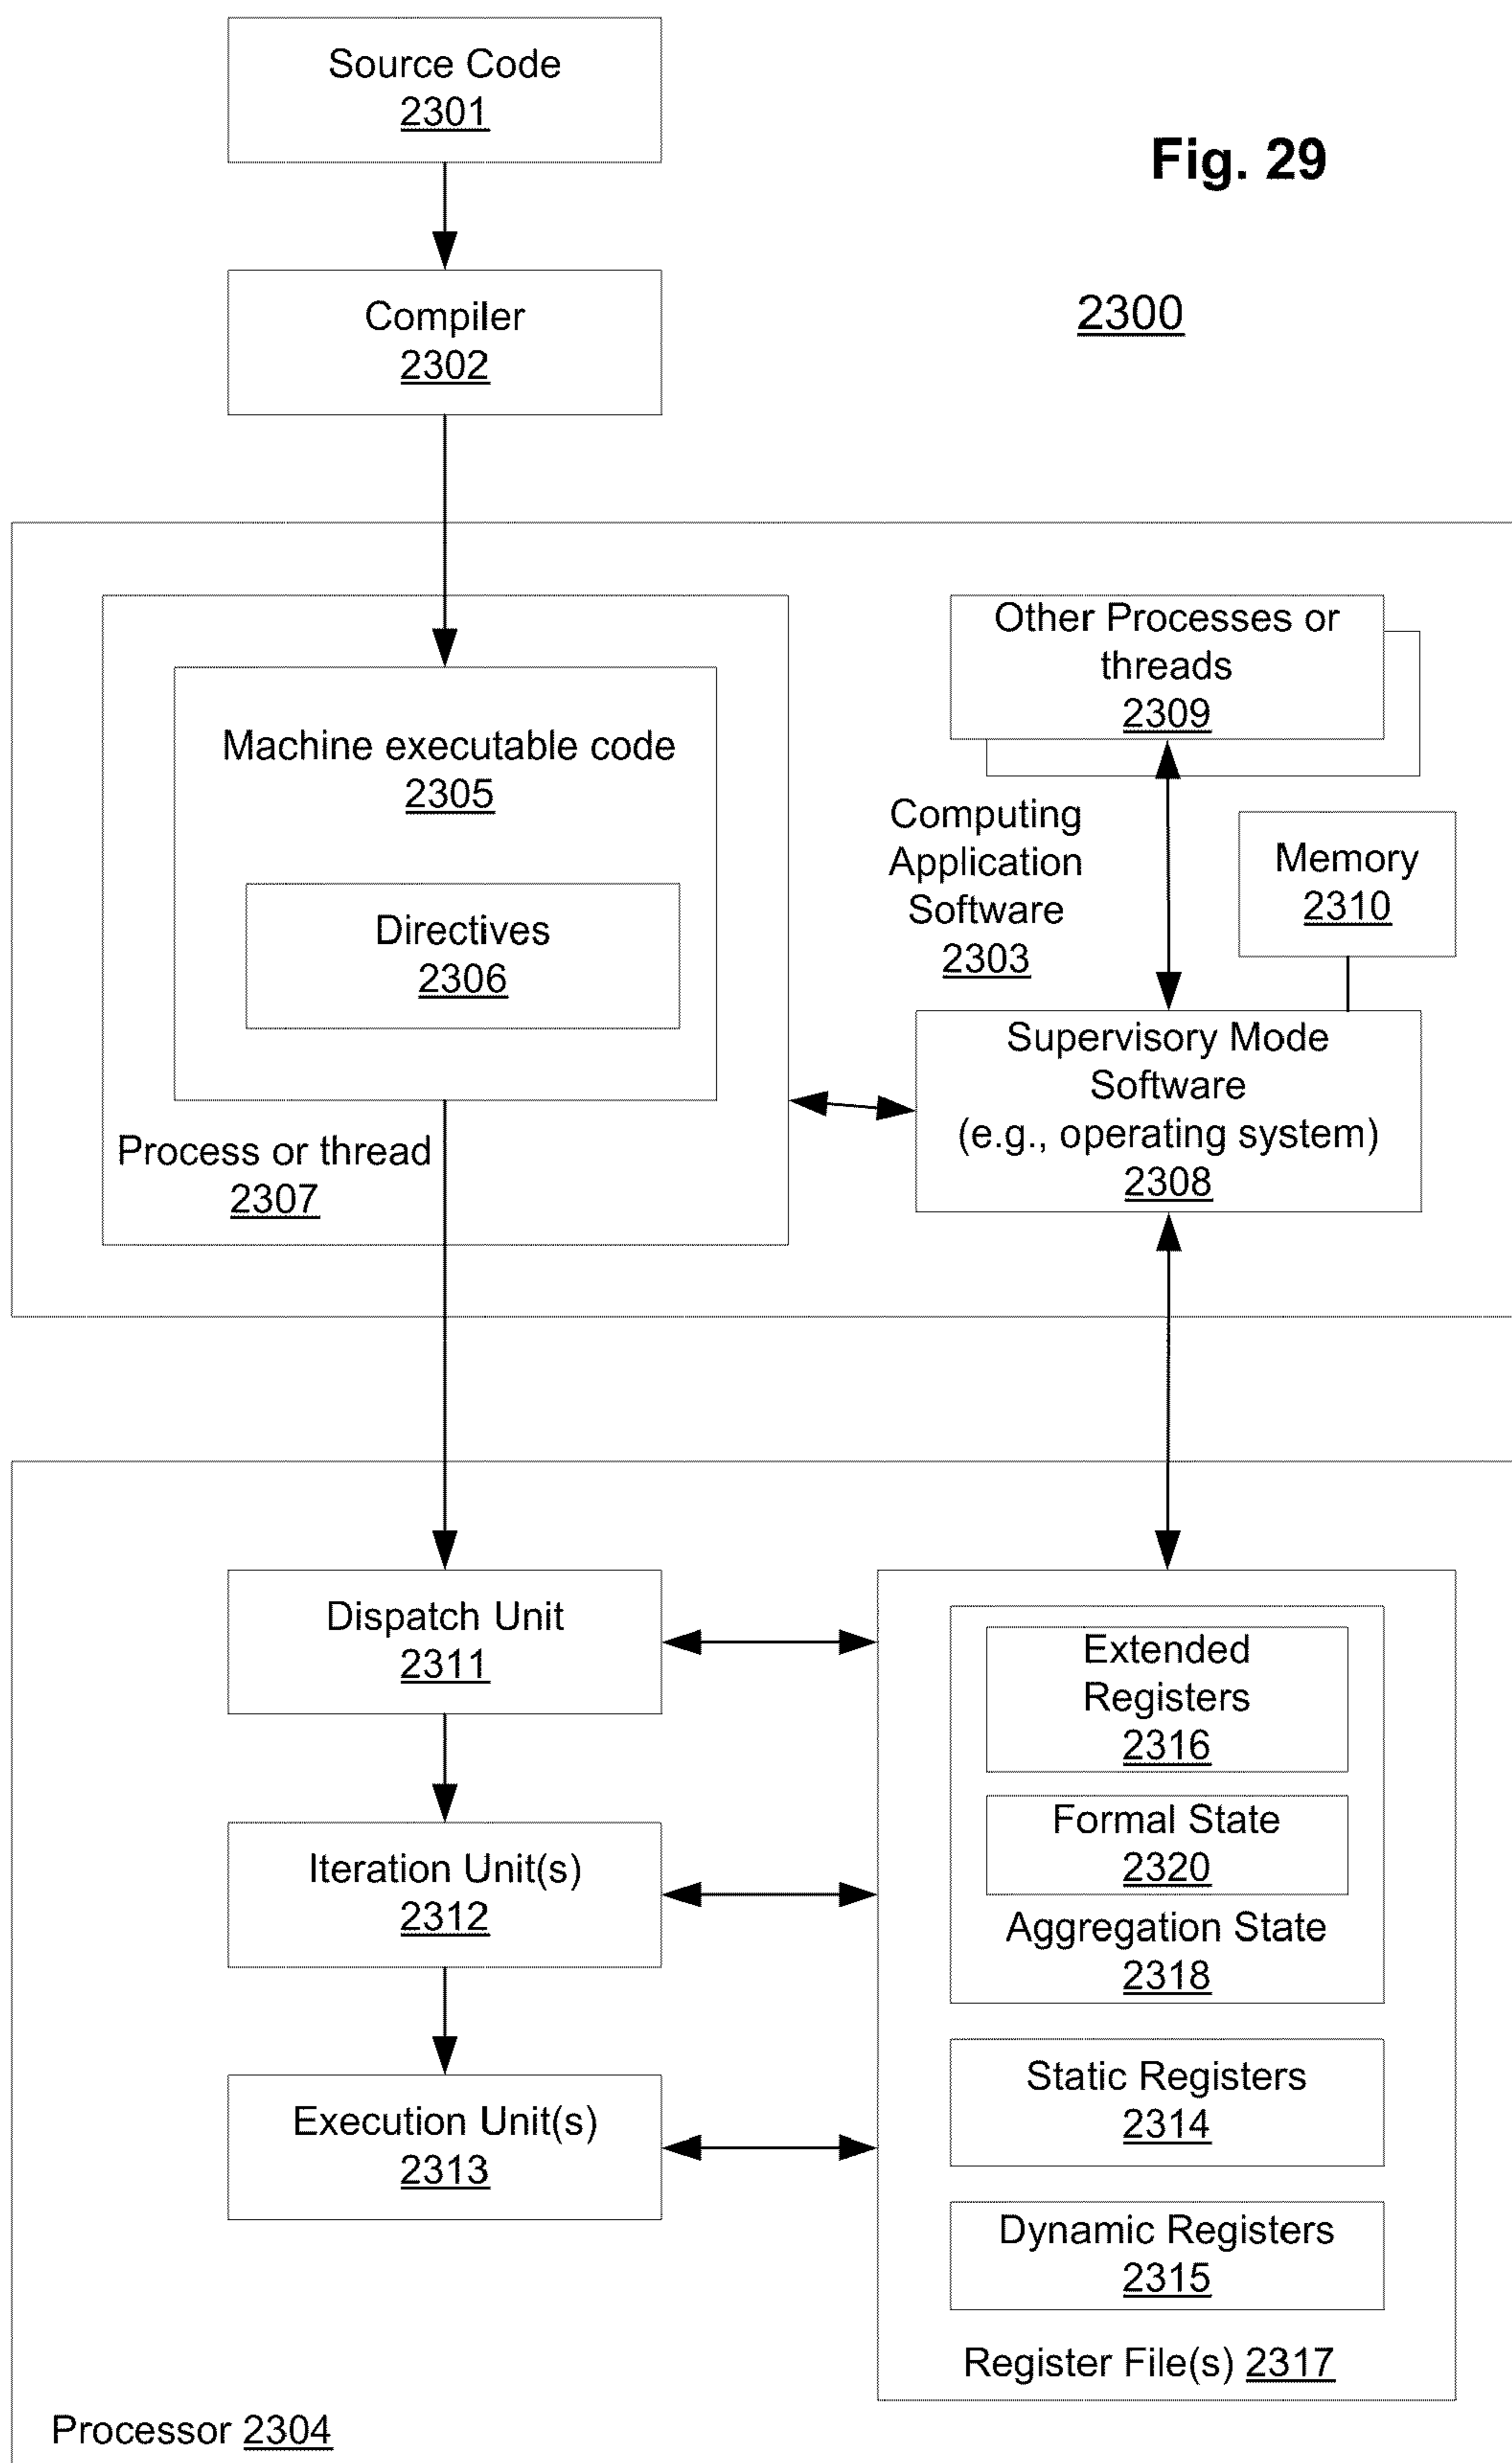 Source Code
2301
Fig. 29
Compiler
2302
2300
Other Processes or
threads
2309
Machine executable code
2305
Computing
Application
Software
2303
Memory
2310
Directives
2306
Supervisory Mode
Software
(e.g., operating system)
2308
Process or thread
2307
Dispatch Unit
2311
Extended
Registers
2316
Formal State
2320
Iteration Unit(s)
2312
Aggregation State
2318
Static Registers
2314
Execution Unit(s)
2313
Dynamic Registers
2315
Register File(s) 2317
Processor 2304